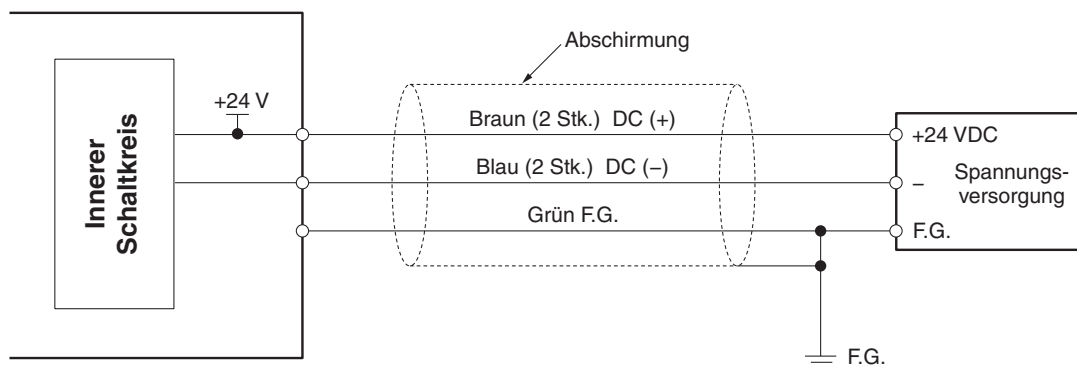 Abschirmung
+24 V
Braun (2 Stk.) DC (+)
+24 VDC
Innerer
Schaltkreis
Blau (2 Stk.) DC (−)
–
Spannungs-
versorgung
Grün F.G.
F.G.
F.G.